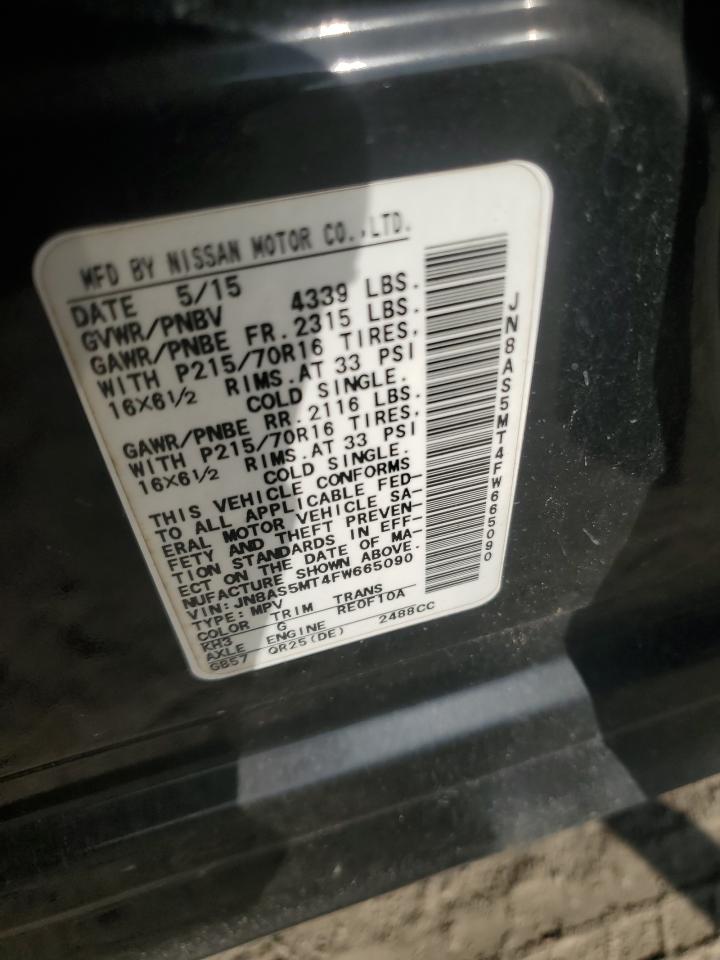 MFD BY NISSAN MOTOR CO.,LTD.
DATE 5/15
GVWR/PNBV 4339 LBS.
GAWR/PNBE FR.2315 LBS.
WITH P215/70R16 TIRES,
16X6½ RIMS.AT 33 PSI
COLD SINGLE.
GAWR/PNBE RR.2116 LBS.
WITH P215/70R16 TIRES,
16X6½ RIMS.AT 33 PSI
COLD SINGLE.
THIS VEHICLE CONFORMS
TO ALL APPLICABLE FED-
ERAL MOTOR VEHICLE SA-
FETY AND THEFT PREVEN-
TION STANDARDS IN EFF-
ECT ON THE DATE OF MA-
NUFACTURE SHOWN ABOVE.
VIN:JN8AS5MT4FW665090
TYPE:MPV
COLOR TRIM TRANS
KH3 G RE0F10A
AXLE ENGINE
GB57 QR25(DE) 2488CC
JN8AS5MT4FW665090